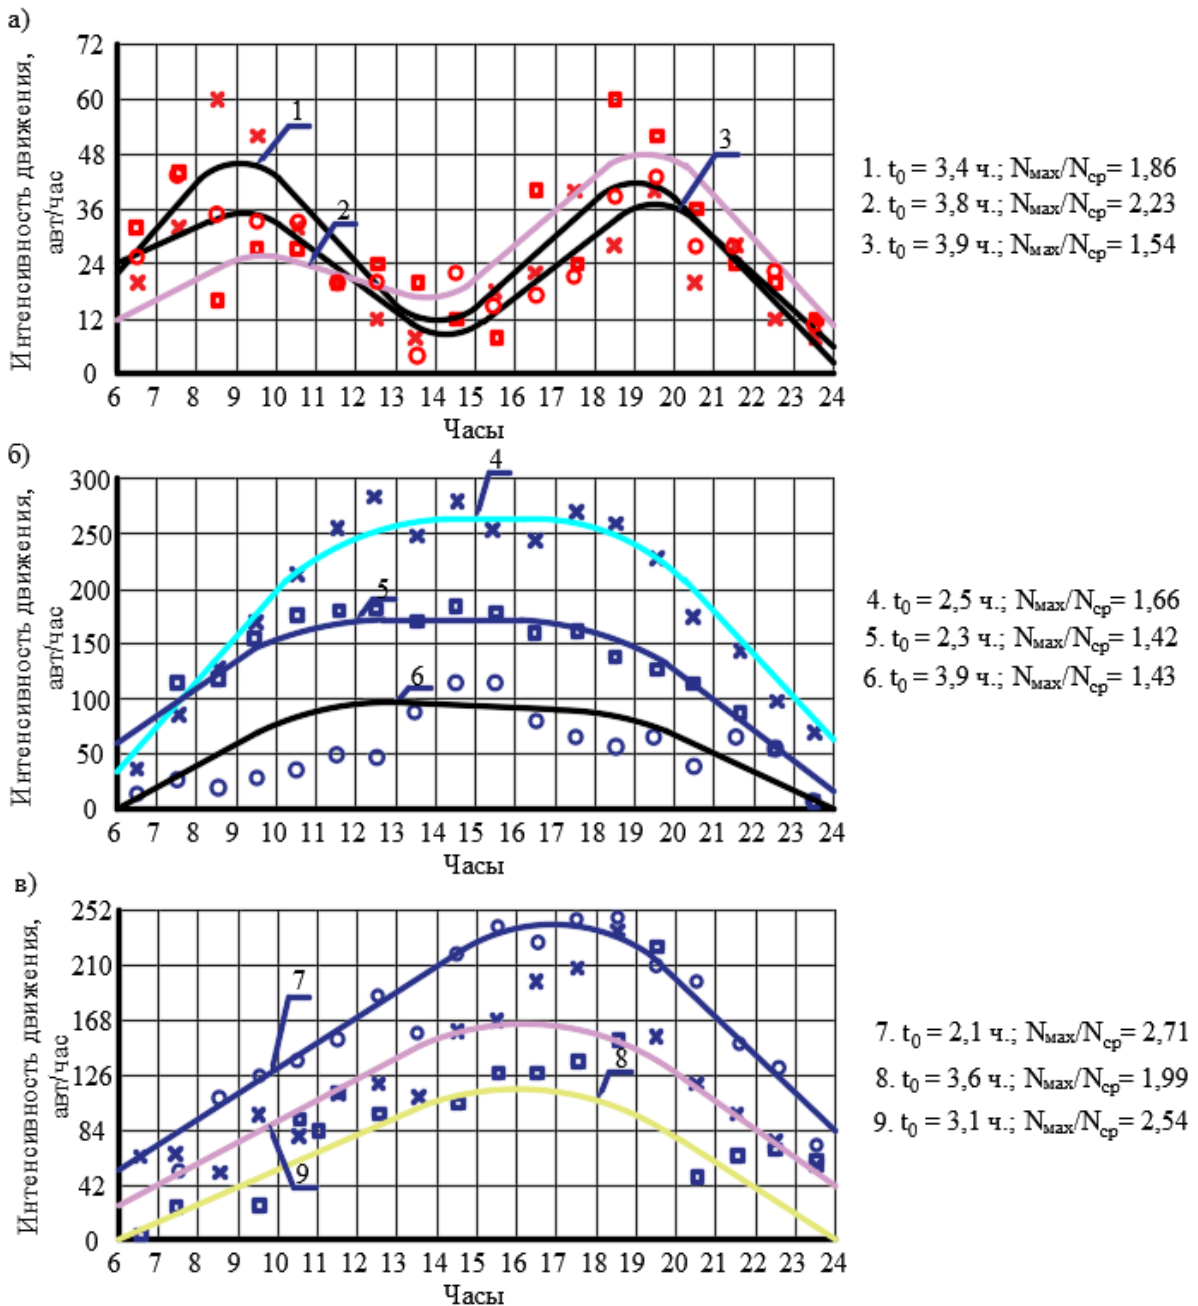 а)
Интенсивность движения,
авт/час
72
60
48
36
24
12
0
1
2
3
6 7 8 9 10 11 12 13 14 15 16 17 18 19 20 21 22 23 24
Часы
1. t₀ = 3,4 ч.; Nмах/Nср= 1,86
2. t₀ = 3,8 ч.; Nмах/Nср= 2,23
3. t₀ = 3,9 ч.; Nмах/Nср= 1,54
б)
Интенсивность движения,
авт/час
300
250
200
150
100
50
0
4
5
6
6 7 8 9 10 11 12 13 14 15 16 17 18 19 20 21 22 23 24
Часы
4. t₀ = 2,5 ч.; Nмах/Nср= 1,66
5. t₀ = 2,3 ч.; Nмах/Nср= 1,42
6. t₀ = 3,9 ч.; Nмах/Nср= 1,43
в)
Интенсивность движения,
авт/час
252
210
168
126
84
42
0
7
8
9
6 7 8 9 10 11 12 13 14 15 16 17 18 19 20 21 22 23 24
Часы
7. t₀ = 2,1 ч.; Nмах/Nср= 2,71
8. t₀ = 3,6 ч.; Nмах/Nср= 1,99
9. t₀ = 3,1 ч.; Nмах/Nср= 2,54